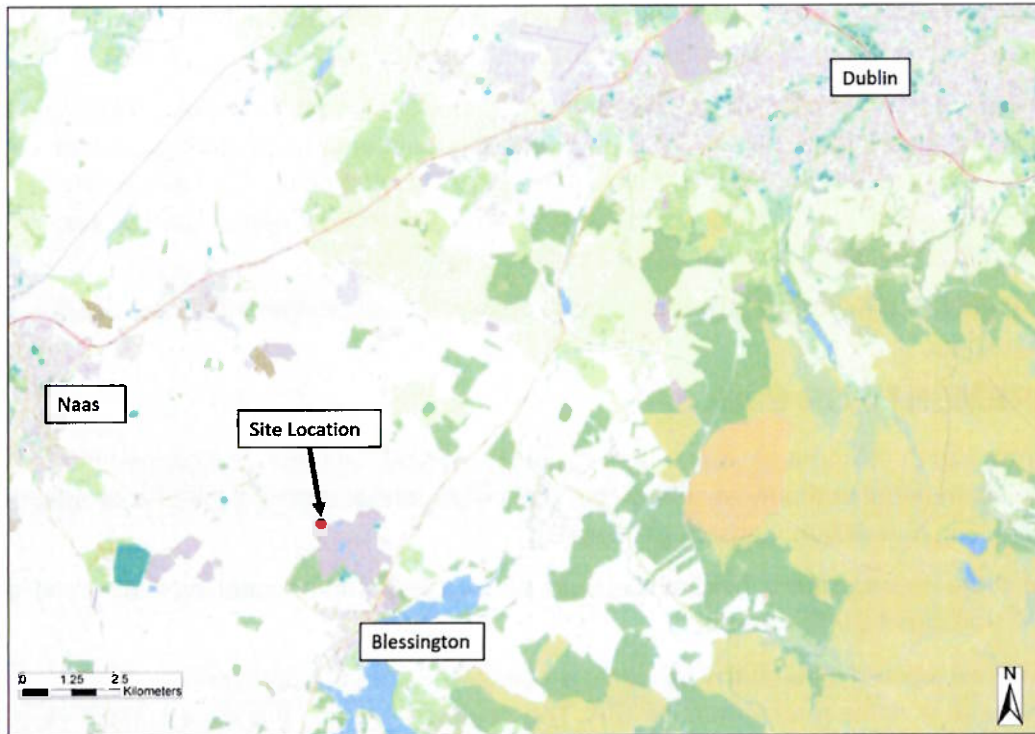 Dublin
Naas
Site Location
Blessington
0 1.25 2.5
Kilometers
N